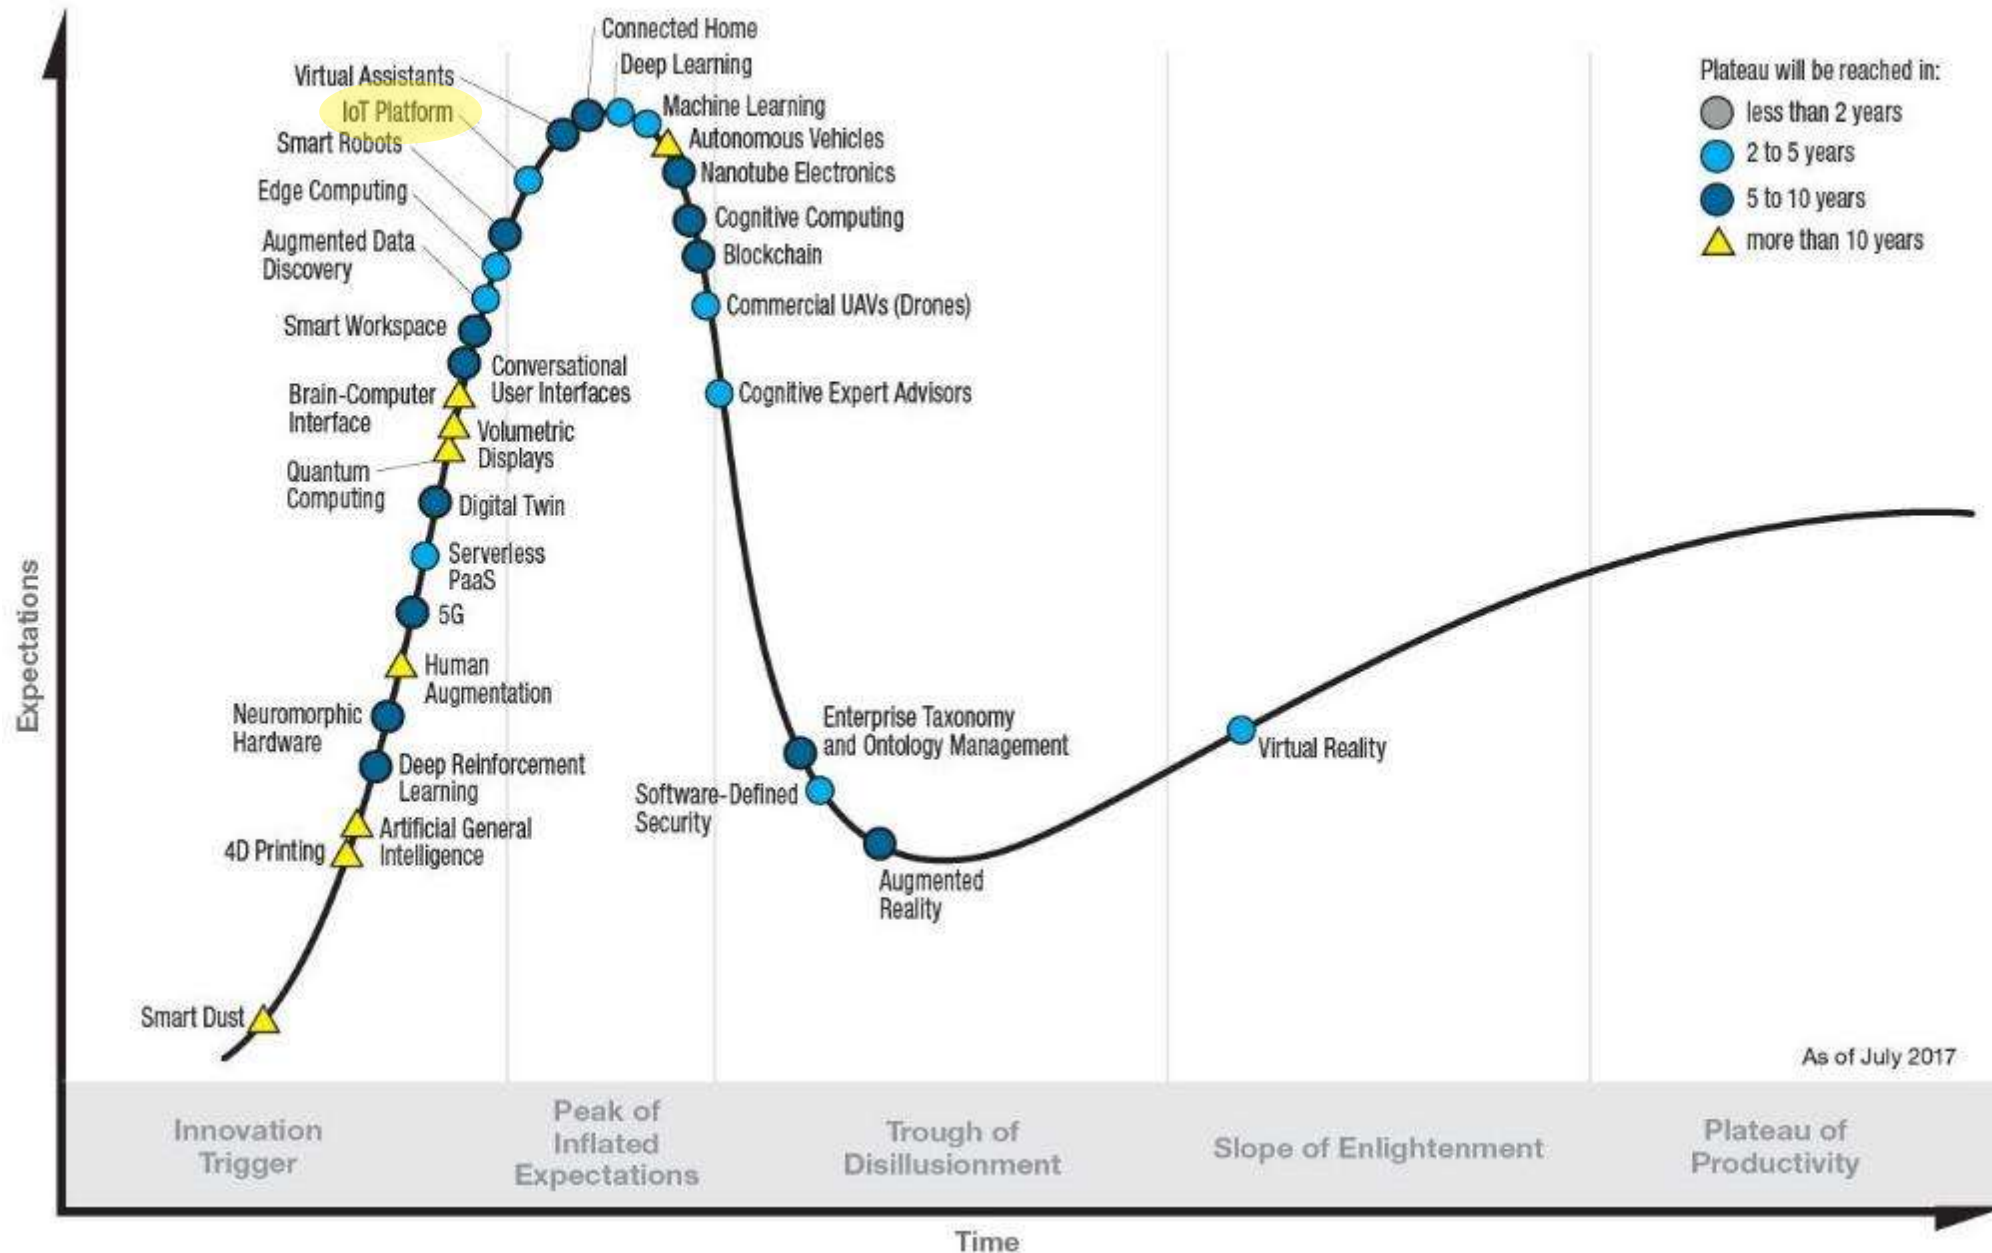 Connected Home
Deep Learning
Virtual Assistants
IoT Platform
Machine Learning
Smart Robots
Autonomous Vehicles
Nanotube Electronics
Edge Computing
Cognitive Computing
Augmented Data
Discovery
Blockchain
Commercial UAVs (Drones)
Smart Workspace
Conversational
User Interfaces
Brain-Computer
Interface
Cognitive Expert Advisors
Volumetric
Displays
Quantum
Computing
Digital Twin
Serverless
PaaS
5G
Human
Augmentation
Neuromorphic
Hardware
Deep Reinforcement
Learning
Artificial General
Intelligence
4D Printing
Smart Dust
Enterprise Taxonomy
and Ontology Management
Software-Defined
Security
Augmented
Reality
Virtual Reality
Plateau will be reached in:
less than 2 years
2 to 5 years
5 to 10 years
more than 10 years
As of July 2017
Expectations
Innovation
Trigger
Peak of
Inflated
Expectations
Trough of
Disillusionment
Slope of Enlightenment
Plateau of
Productivity
Time